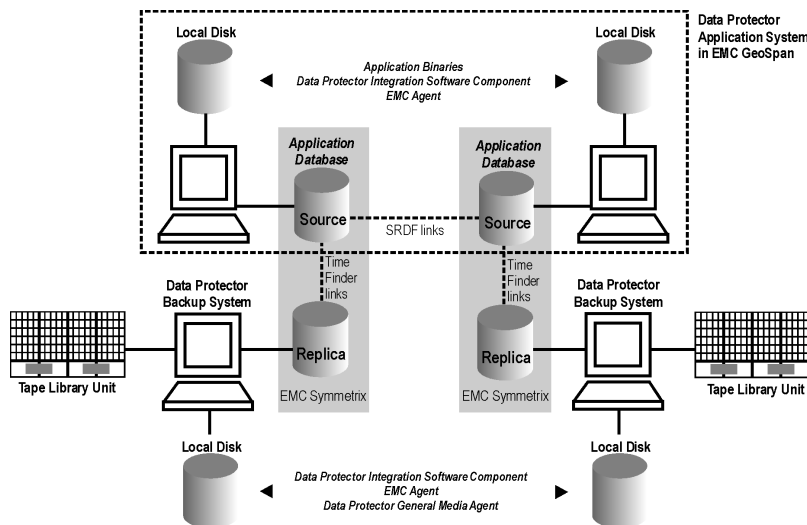 Local Disk
Local Disk
Data Protector
Application System
in EMC GeoSpan
Application Binaries
Data Protector Integration Software Component
EMC Agent
Application
Database
Application
Database
Source
Source
SRDF links
Time
Finder
links
Time
Finder
links
Data Protector
Backup System
Data Protector
Backup System
Replica
Replica
Tape Library Unit
EMC Symmetrix
EMC Symmetrix
Tape Library Unit
Local Disk
Local Disk
Data Protector Integration Software Component
EMC Agent
Data Protector General Media Agent